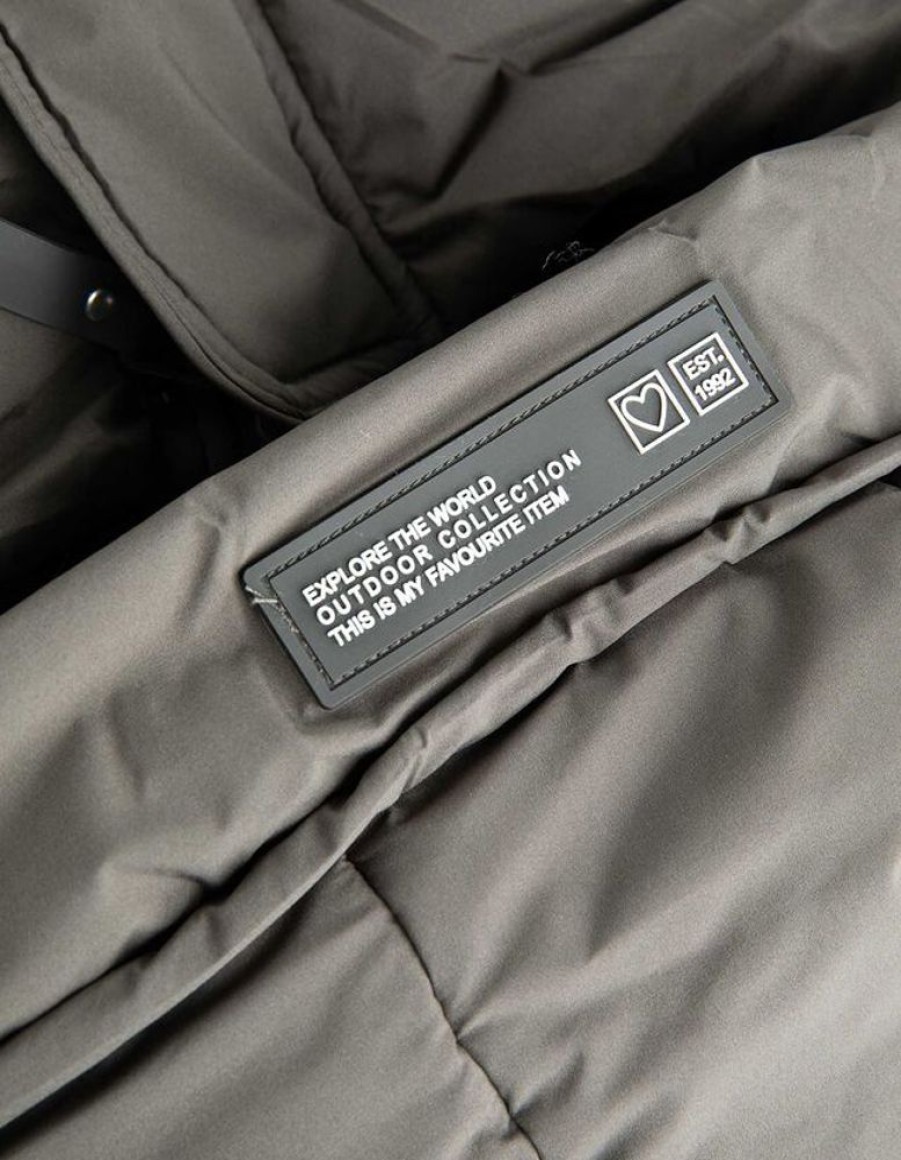 EXPLORE THE WORLD
OUTDOOR COLLECTION
THIS IS MY FAVOURITE ITEM
EST.
1992